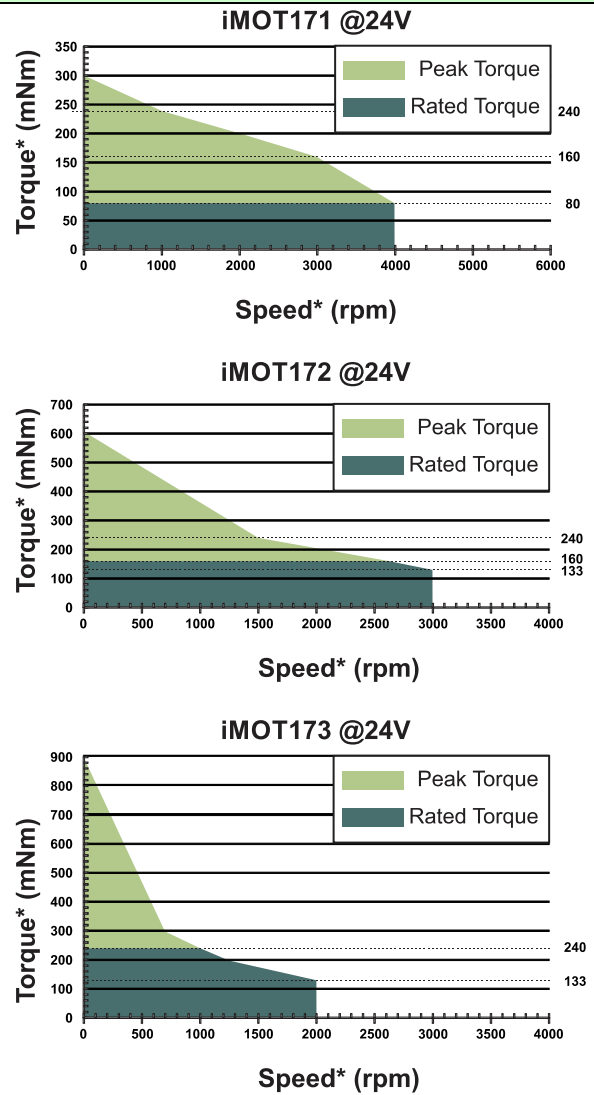 iMOT171 @24V
350
Peak Torque
300
250
Rated Torque
240
200
160
150
100
80
50
0
0 1000 2000 3000 4000 5000 6000
Torque* (mNm)
Speed* (rpm)
iMOT172 @24V
700
Peak Torque
600
500
Rated Torque
400
300
240
200
160
133
100
0
0 500 1000 1500 2000 2500 3000 3500 4000
Torque* (mNm)
Speed* (rpm)
iMOT173 @24V
900
Peak Torque
800
700
Rated Torque
600
500
400
300
240
200
133
100
0
0 500 1000 1500 2000 2500 3000 3500 4000
Torque* (mNm)
Speed* (rpm)